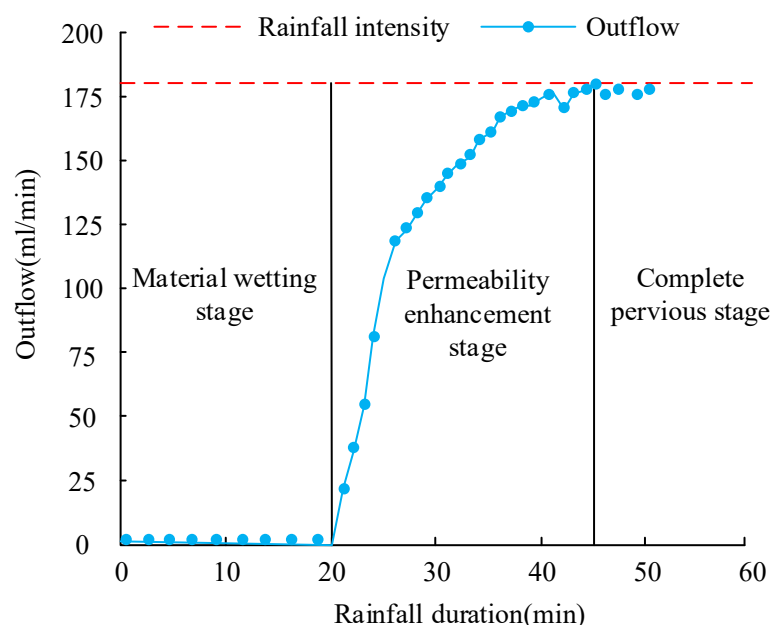 200
Rainfall intensity
Outflow
175
150
125
100
75
50
25
0
Outflow(ml/min)
Material wetting
stage
Permeability
enhancement
stage
Complete
pervious stage
0
20
30
40
50
60
Rainfall duration(min)